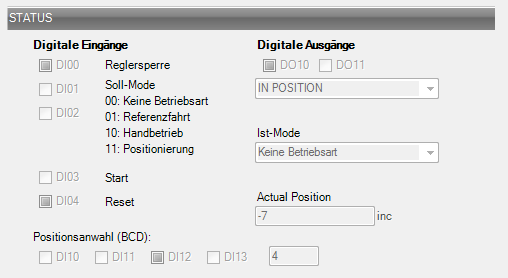 STATUS
Digitale Eingänge
Digitale Ausgänge
DI00 Reglersperre
DO10 DO11
DI01 Soll-Mode
00: Keine Betriebsart
IN POSITION
DI02 01: Referenzfahrt
10: Handbetrieb
11: Positionierung
Ist-Mode
Keine Betriebsart
DI03 Start
DI04 Reset
Actual Position
-7 inc
Positionsanwahl (BCD):
DI10 DI11 DI12 DI13 4